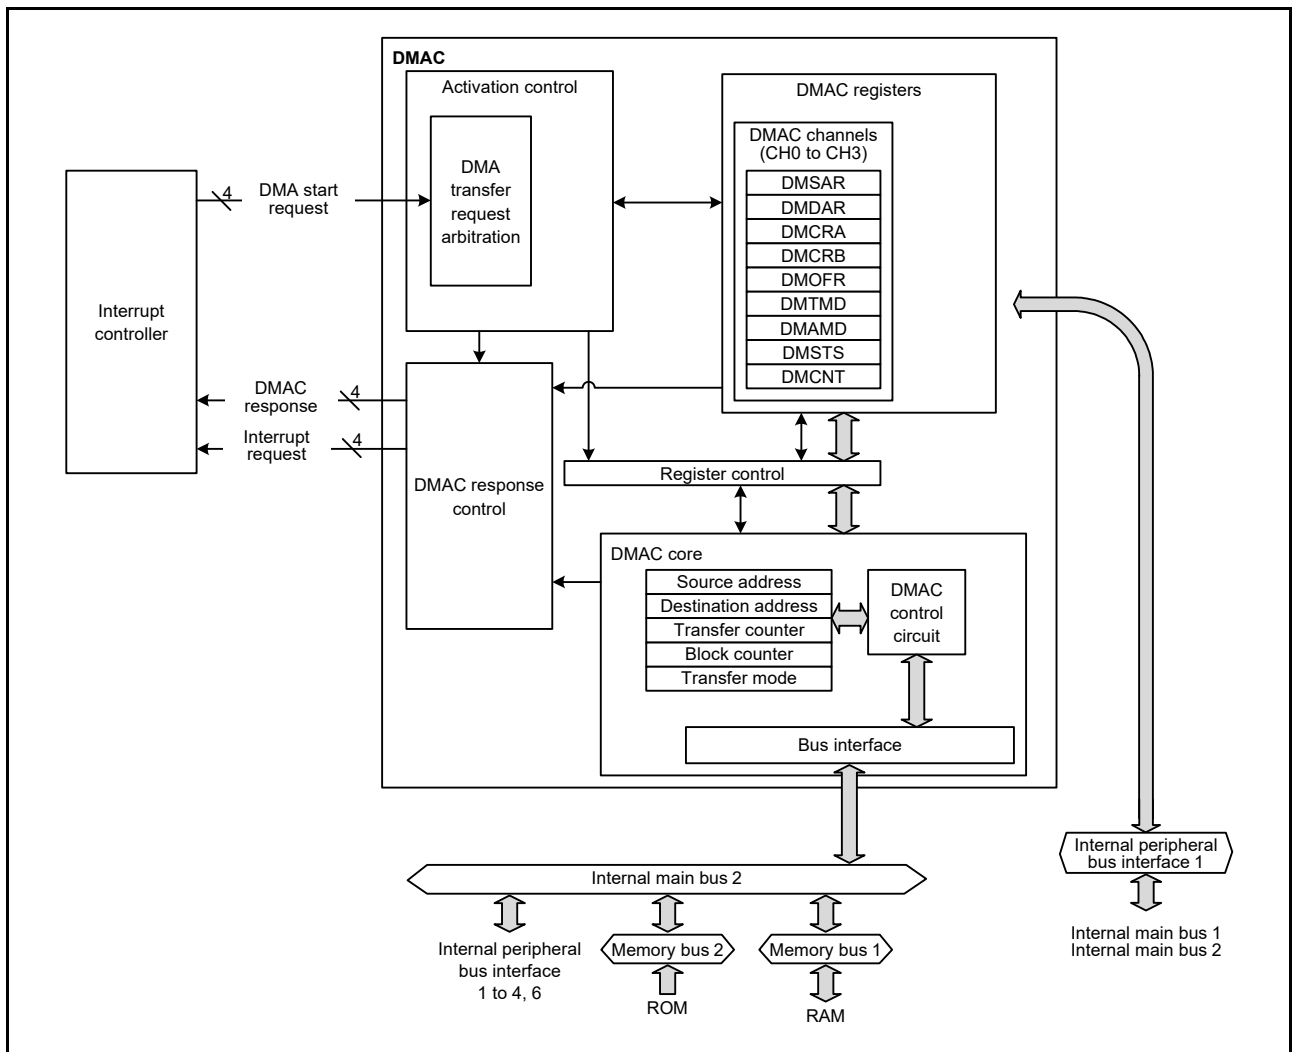 DMAC
Activation control
DMA
transfer
request
arbitration
DMAC registers
DMAC channels
(CH0 to CH3)
DMSAR
DMDAR
DMCRA
DMCRB
DMOFR
DMTMD
DMAMD
DMSTS
DMCNT
Interrupt
controller
4
DMA start
request
DMAC
response
4
Interrupt
request
4
DMAC response
control
Register control
DMAC core
Source address
Destination address
Transfer counter
Block counter
Transfer mode
DMAC
control
circuit
Bus interface
Internal main bus 2
Internal peripheral
bus interface
1 to 4, 6
Memory bus 2
ROM
Memory bus 1
RAM
Internal peripheral
bus interface 1
Internal main bus 1
Internal main bus 2